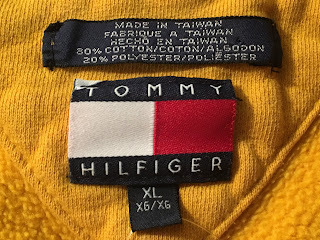 MADE IN TAIWAN
FABRIQUE A TAIWAN
HECHO EN TAIWAN
80% COTTON/COTON/ALGODON
20% POLYESTER/POLIÉSTER
TOMMY
HILFIGER
XL
XG/XG